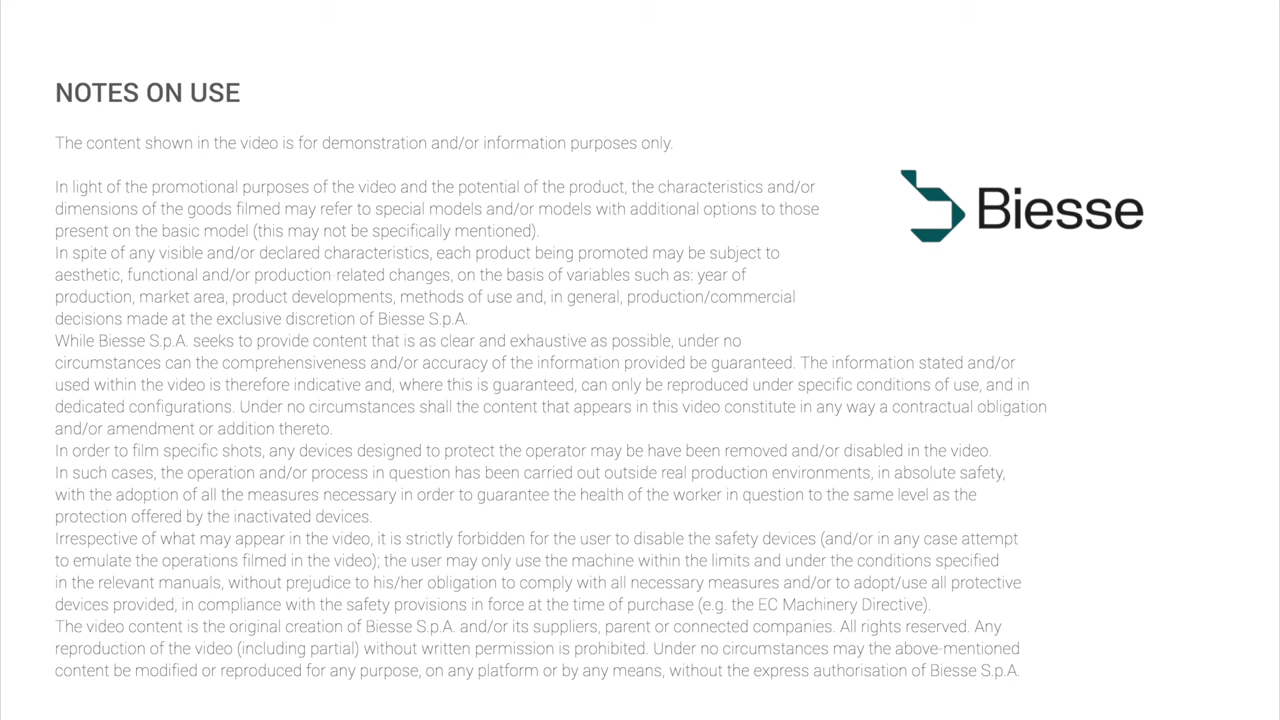 NOTES ON USE
The content shown in the video is for demonstration and/or information purposes only.
In light of the promotional purposes of the video and the potential of the product, the characteristics and/or
dimensions of the goods filmed may refer to special models and/or models with additional options to those
present on the basic model (this may not be specifically mentioned).
In spite of any visible and/or declared characteristics, each product being promoted may be subject to
aesthetic, functional and/or production-related changes, on the basis of variables such as: year of
production, market area, product developments, methods of use and, in general, production/commercial
decisions made at the exclusive discretion of Biesse S.p.A.
Biesse
While Biesse S.p.A. seeks to provide content that is as clear and exhaustive as possible, under no
circumstances can the comprehensiveness and/or accuracy of the information provided be guaranteed. The information stated and/or
used within the video is therefore indicative and, where this is guaranteed, can only be reproduced under specific conditions of use, and in
dedicated configurations. Under no circumstances shall the content that appears in this video constitute in any way a contractual obligation
and/or amendment or addition thereto.
In order to film specific shots, any devices designed to protect the operator may be have been removed and/or disabled in the video.
In such cases, the operation and/or process in question has been carried out outside real production environments, in absolute safety,
with the adoption of all the measures necessary in order to guarantee the health of the worker in question to the same level as the
protection offered by the inactivated devices.
Irrespective of what may appear in the video, it is strictly forbidden for the user to disable the safety devices (and/or in any case attempt
to emulate the operations filmed in the video); the user may only use the machine within the limits and under the conditions specified
in the relevant manuals, without prejudice to his/her obligation to comply with all necessary measures and/or to adopt/use all protective
devices provided, in compliance with the safety provisions in force at the time of purchase (e.g. the EC Machinery Directive).
The video content is the original creation of Biesse S.p.A. and/or its suppliers, parent or connected companies. All rights reserved. Any
reproduction of the video (including partial) without written permission is prohibited. Under no circumstances may the above-mentioned
content be modified or reproduced for any purpose, on any platform or by any means, without the express authorisation of Biesse S.p.A.